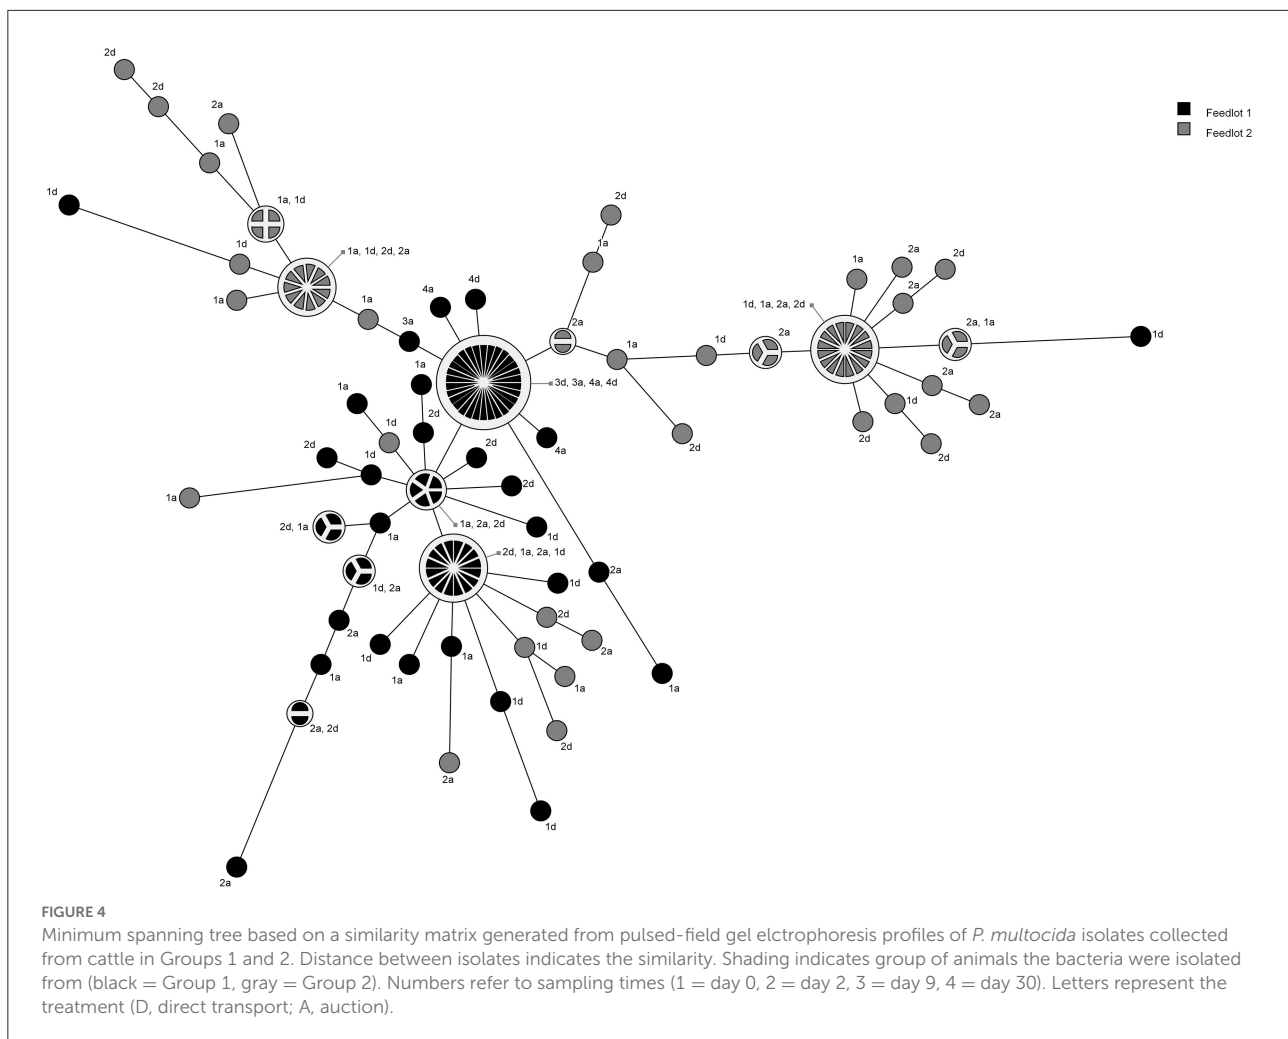 2d
2d
2a
1a
1d
1a, 1d
1d
1a
1a, 1d, 2d, 2a
1a
3a
4a
4d
3d, 3a, 4a, 4d
4a
2d
1a
2a
1a
2d
1d
2a
1d, 1a, 2a, 2d
1a
2a
2d
2a
2a, 1a
1d
2a
2a
1d
2d
2d
Feedlot 1
Feedlot 2
1a
2d
1a
1d
2d
1d
1a
2d
2d
1d
1a, 2a, 2d
2d, 1a
1a
1d, 2a
2a
1a
2a, 2d
2a
2d, 1a, 2a, 1d
1d
2a
1a
2d
2a
1d
1a
2d
1d
1a
1a
2a
1d
1d
FIGURE 4
Minimum spanning tree based on a similarity matrix generated from pulsed-field gel elctrophoresis profiles of P. multocida isolates collected
from cattle in Groups 1 and 2. Distance between isolates indicates the similarity. Shading indicates group of animals the bacteria were isolated
from (black = Group 1, gray = Group 2). Numbers refer to sampling times (1 = day 0, 2 = day 2, 3 = day 9, 4 = day 30). Letters represent the
treatment (D, direct transport; A, auction).